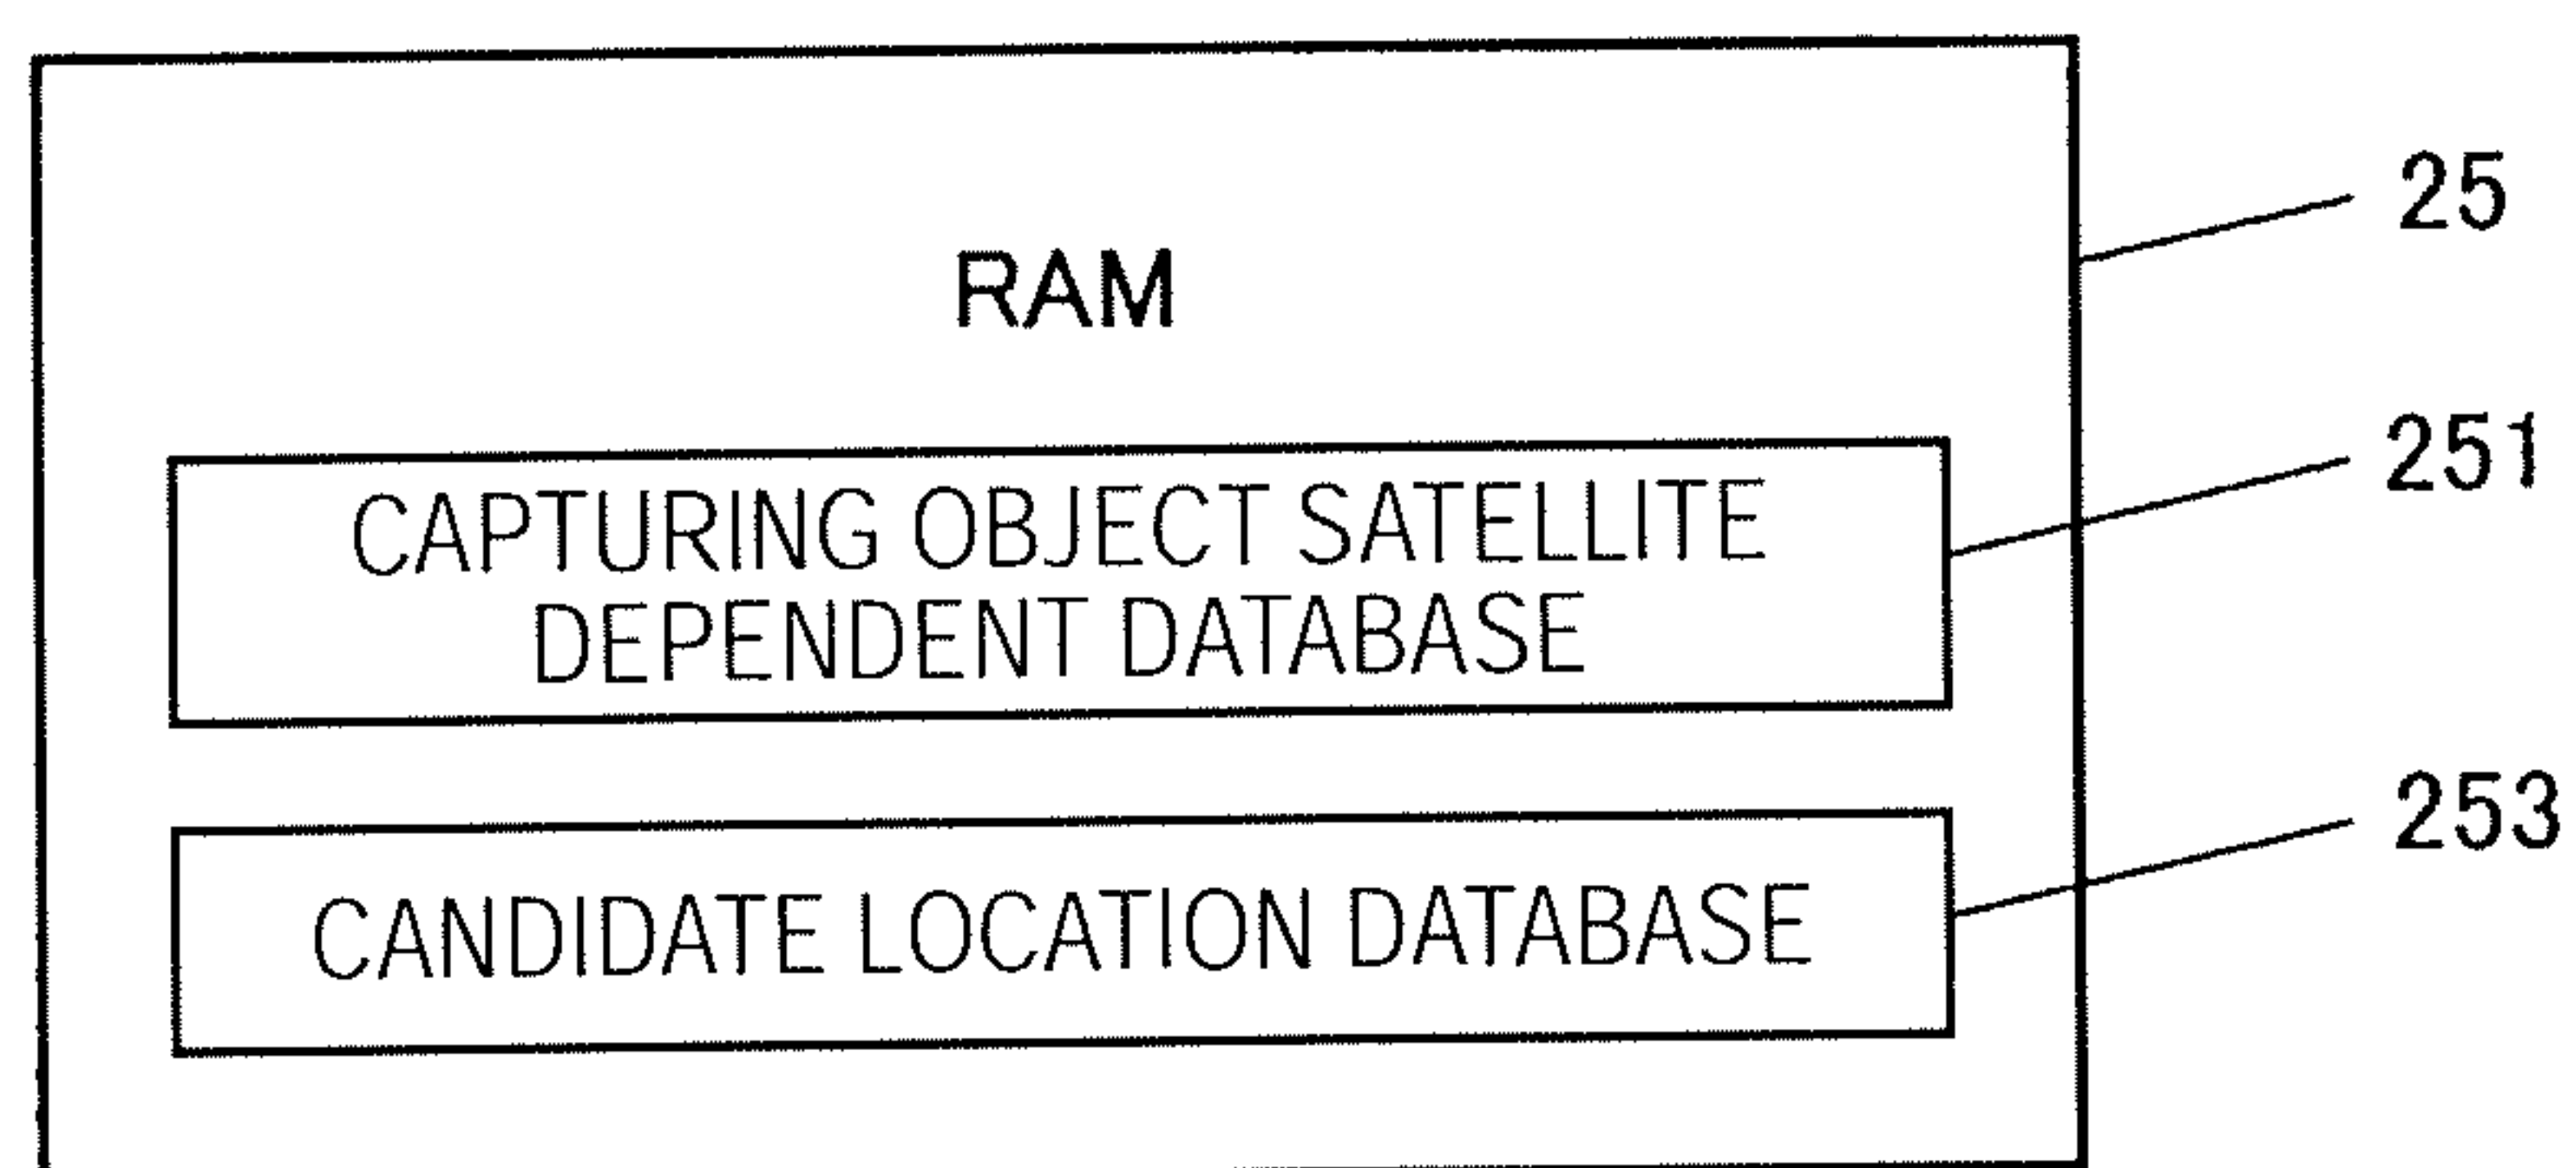 RAM
25
CAPTURING OBJECT SATELLITE
DEPENDENT DATABASE
251
CANDIDATE LOCATION DATABASE
253